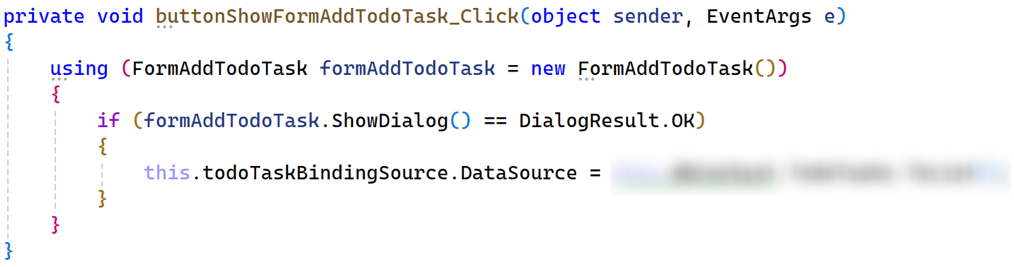 private void buttonShowFormAddTodoTask_Click(object sender, EventArgs e)
{
using (FormAddTodoTask formAddTodoTask = new FormAddTodoTask())
{
if (formAddTodoTask.ShowDialog() == DialogResult.OK)
{
this.todoTaskBindingSource.DataSource =
}
}
}